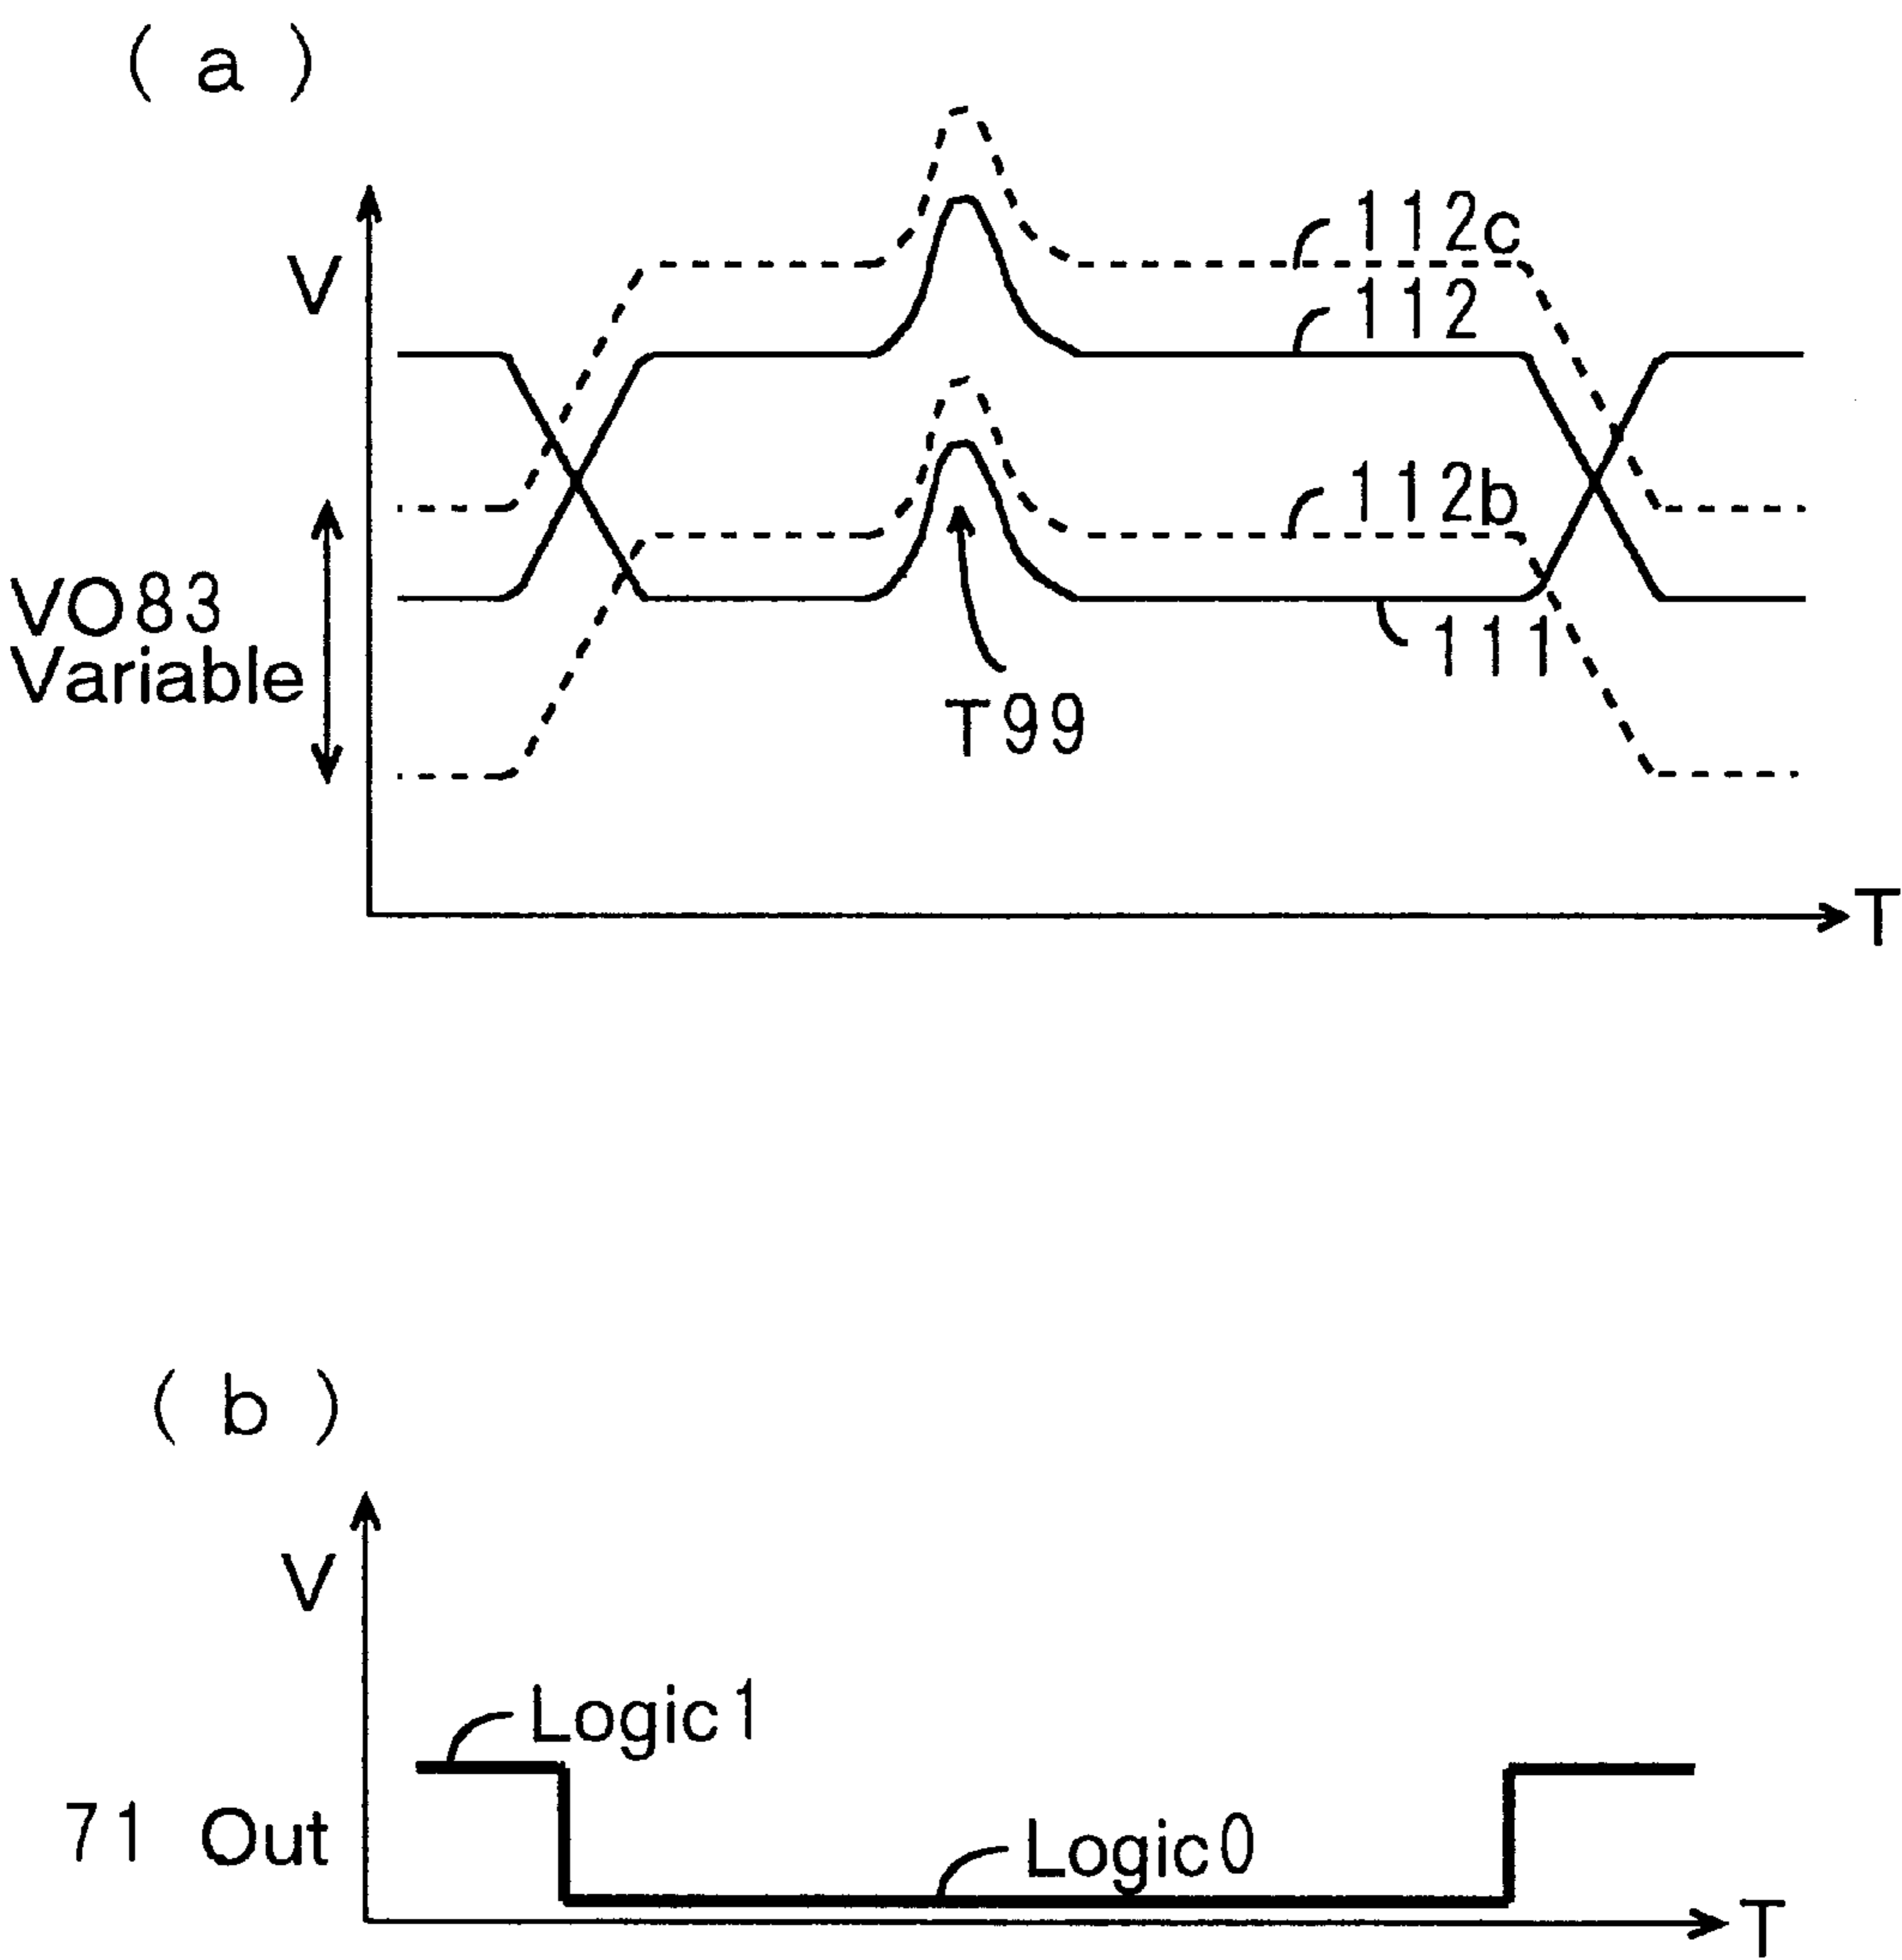 ( a )
V
112c
112
112b
VO83
Variable
111
T99
T
( b )
V
Logic1
71 Out
Logic0
T